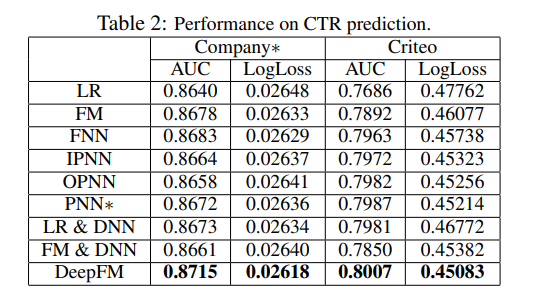 Table 2: Performance on CTR prediction.
Company∗ Criteo
AUC LogLoss AUC LogLoss
LR 0.8640 0.02648 0.7686 0.47762
FM 0.8678 0.02633 0.7892 0.46077
FNN 0.8683 0.02629 0.7963 0.45738
IPNN 0.8664 0.02637 0.7972 0.45323
OPNN 0.8658 0.02641 0.7982 0.45256
PNN∗ 0.8672 0.02636 0.7987 0.45214
LR & DNN 0.8673 0.02634 0.7981 0.46772
FM & DNN 0.8661 0.02640 0.7850 0.45382
DeepFM 0.8715 0.02618 0.8007 0.45083